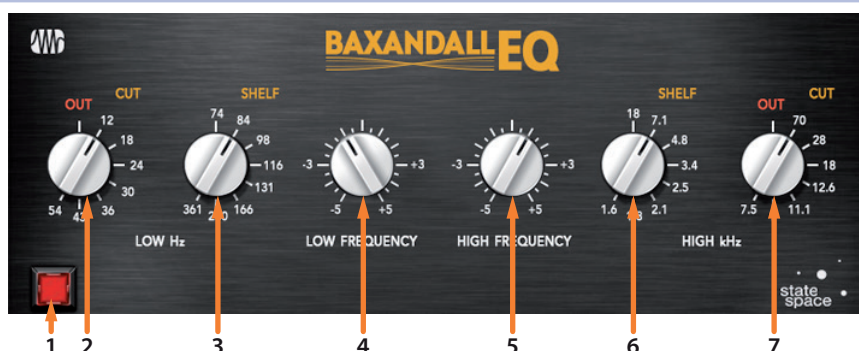 BAXANDALL EQ
OUT CUT SHELF SHELF OUT CUT
12 74 84 18 7.1 70
18 98 4.8 28
24 -3 +3 -3 +3 116 3.4 18
30 131 2.5 12.6
54 43 36 361 166 -5 +5 -5 +5 1.6 2.1 7.5 11.1
LOW Hz LOW FREQUENCY HIGH FREQUENCY HIGH kHz
state
space
1 2 3 4 5 6 7